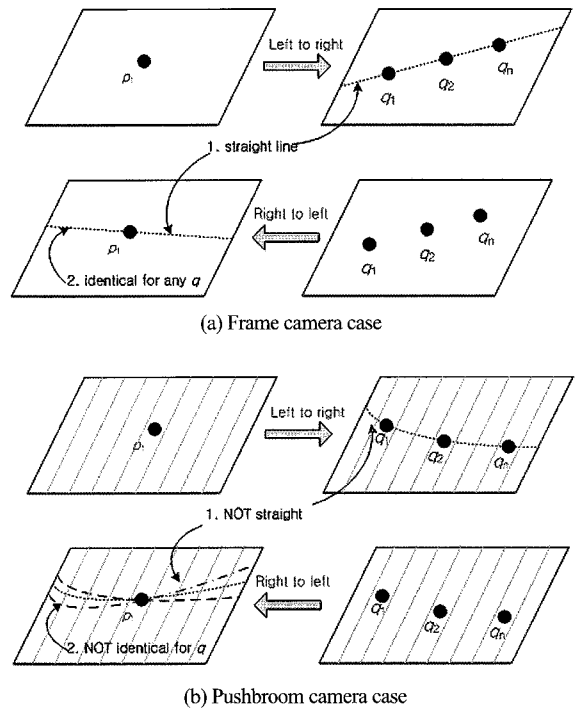 p₁
Left to right
q₁
q₂
qₙ
1. straight line
Right to left
p₁
q₁
q₂
qₙ
2. identical for any q
(a) Frame camera case
p₁
Left to right
q₁
q₂
qₙ
1. NOT straight
Right to left
p₁
q₁
q₂
qₙ
2. NOT identical for q
(b) Pushbroom camera case